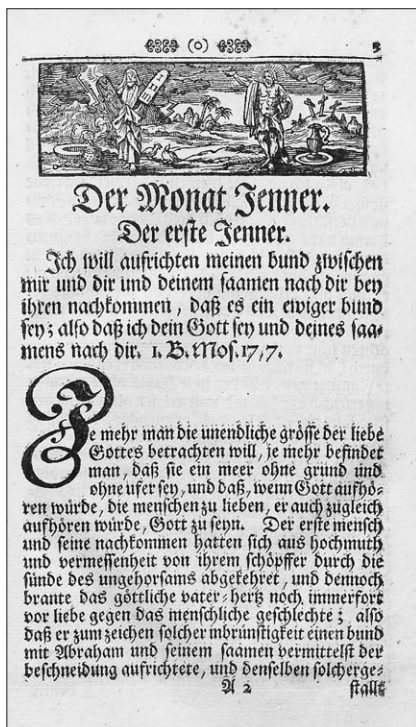 (o) 3
Der Monat Jenner.
Der erste Jenner.
Ich will aufrichten meinen bund zwischen
mir und dir und deinem saamen nach dir bey
ihren nachkommen, daß es ein ewiger bund
sey; also daß ich dein Gott sey und deines saa-
mens nach dir. 1. B. Mos. 17, 7.
Je mehr man die unendliche grösse der liebe
Gottes betrachten will, je mehr befindet
man, daß sie ein meer ohne grund und
ohne ufer sey, und daß, wenn Gott aufhö-
ren würde, die menschen zu lieben, er auch zugleich
aufhören würde, Gott zu seyn. Der erste mensch
und seine nachkommen hatten sich aus hochmuth
und vermessenheit von ihrem schöpffer durch die
sünde des ungehorsams abgekehret, und dennoch
brante das göttliche vater-hertz noch immerfort
vor liebe gegen das menschliche geschlechte; also
daß er zum zeichen solcher inbrünstigkeit einen bund
mit Abraham und seinem saamen vermittelst der
beschneidung aufrichtete, und denselben solcherge-
A 2 stalt